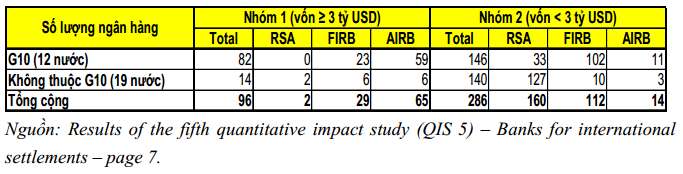 Số lượng ngân hàng Nhóm 1 (vốn ≥ 3 tỷ USD) Nhóm 2 (vốn < 3 tỷ USD)
Total RSA FIRB AIRB Total RSA FIRB AIRB
G10 (12 nước) 82 0 23 59 146 33 102 11
Không thuộc G10 (19 nước) 14 2 6 6 140 127 10 3
Tổng cộng 96 2 29 65 286 160 112 14
Nguồn: Results of the fifth quantitative impact study (QIS 5) – Banks for international
settlements – page 7.